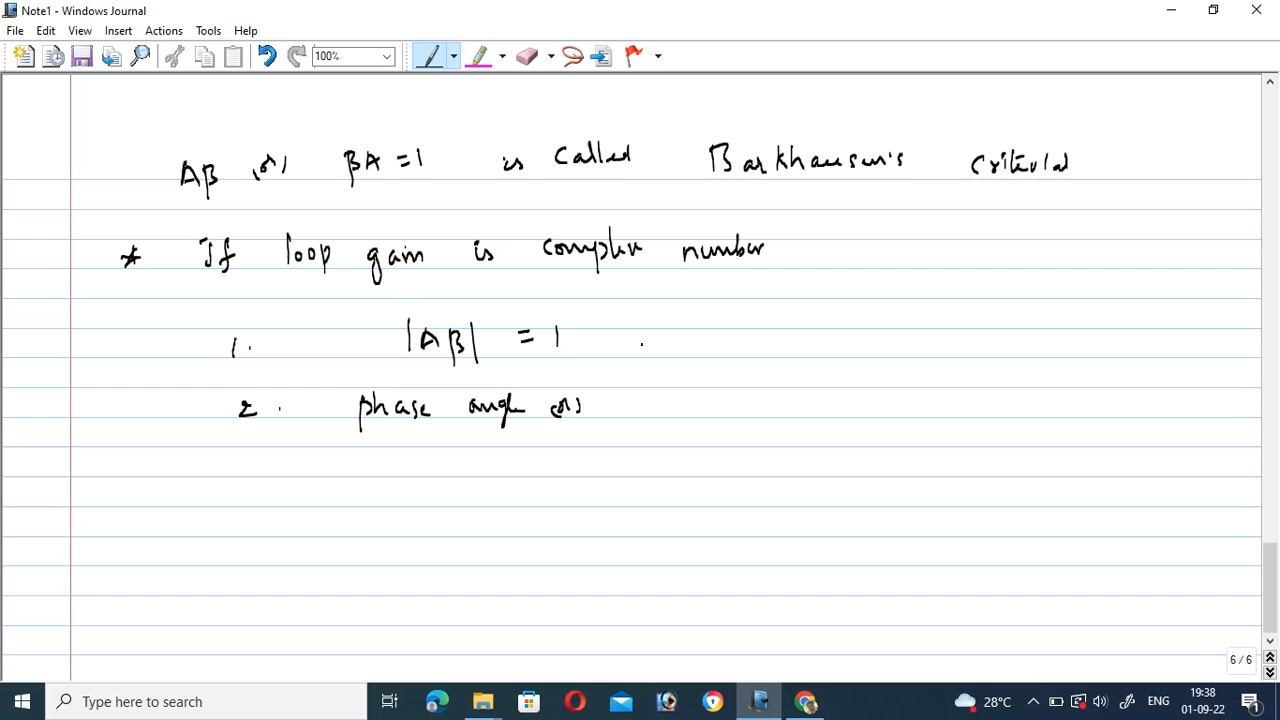 Note1 - Windows Journal
File Edit View Insert Actions Tools Help
100%
Aβ (or) βA = 1 is called Barkhausen's
* If loop gain is complex number
1. |Aβ| = 1
2. phase angle (or)
6 / 6
Type here to search
28°C
ENG
19:38
01-09-22
1